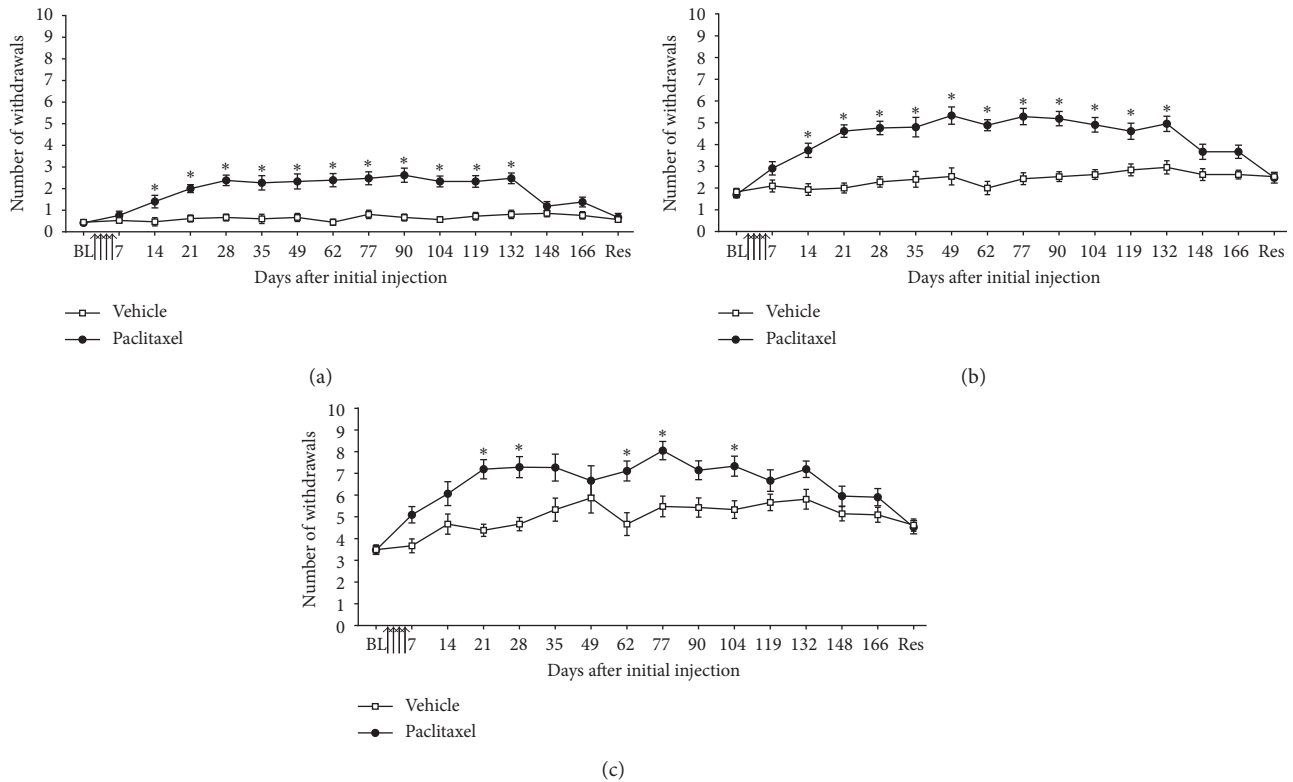 10
9
8
7
6
5
4
3
2
1
0
Number of withdrawals
* * * * * * * * * * *
BL 7 14 21 28 35 49 62 77 90 104 119 132 148 166 Res
Days after initial injection
Vehicle
Paclitaxel
(a)
10
9
8
7
6
5
4
3
2
1
0
Number of withdrawals
* * * * * * * * * * *
BL 7 14 21 28 35 49 62 77 90 104 119 132 148 166 Res
Days after initial injection
Vehicle
Paclitaxel
(b)
10
9
8
7
6
5
4
3
2
1
0
Number of withdrawals
* * * * *
BL 7 14 21 28 35 49 62 77 90 104 119 132 148 166 Res
Days after initial injection
Vehicle
Paclitaxel
(c)